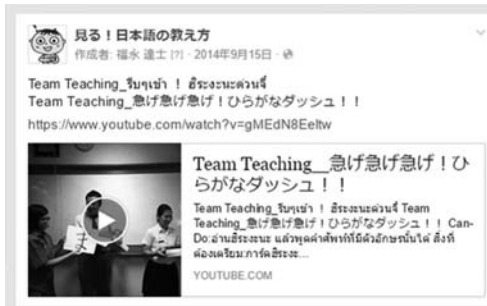 見る！日本語の教え方
作成者: 福永 達士 [?] · 2014年9月15日 ·
Team Teaching_รีบๆเข้า ! ฮิระงะนะด่วนจี๋
Team Teaching_急げ急げ急げ！ひらがなダッシュ！！
https://www.youtube.com/watch?v=gMEdN8Eeltw
Team Teaching__急げ急げ急げ！ひ
らがなダッシュ！！
Team Teaching_รีบๆเข้า ! ฮิระงะนะด่วนจี๋ Team
Teaching_急げ急げ急げ！ひらがなダッシュ！！ Can-
Do:อ่านฮิระงะนะ แล้วพูดคำศัพท์ที่มีตัวอักษรนั้นได้ สิ่งที่
ต้องเตรียม:การ์ดฮิระงะ...
YOUTUBE.COM